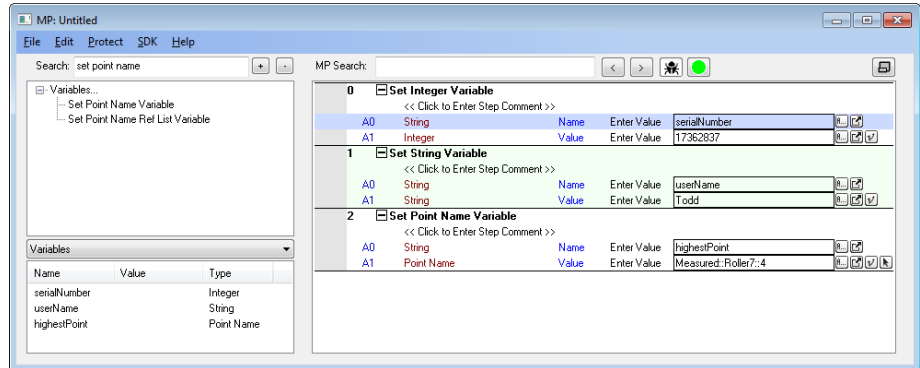 MP: Untitled
File Edit Protect SDK Help
Search: set point name + -
MP Search: < >
Variables...
Set Point Name Variable
Set Point Name Ref List Variable
0 Set Integer Variable
<< Click to Enter Step Comment >>
A0 String Name Enter Value serialNumber
A1 Integer Value Enter Value 17362837
1 Set String Variable
<< Click to Enter Step Comment >>
A0 String Name Enter Value userName
A1 String Value Enter Value Todd
2 Set Point Name Variable
<< Click to Enter Step Comment >>
A0 String Name Enter Value highestPoint
A1 Point Name Value Enter Value Measured::Roller7::4
Variables
Name Value Type
serialNumber Integer
userName String
highestPoint Point Name